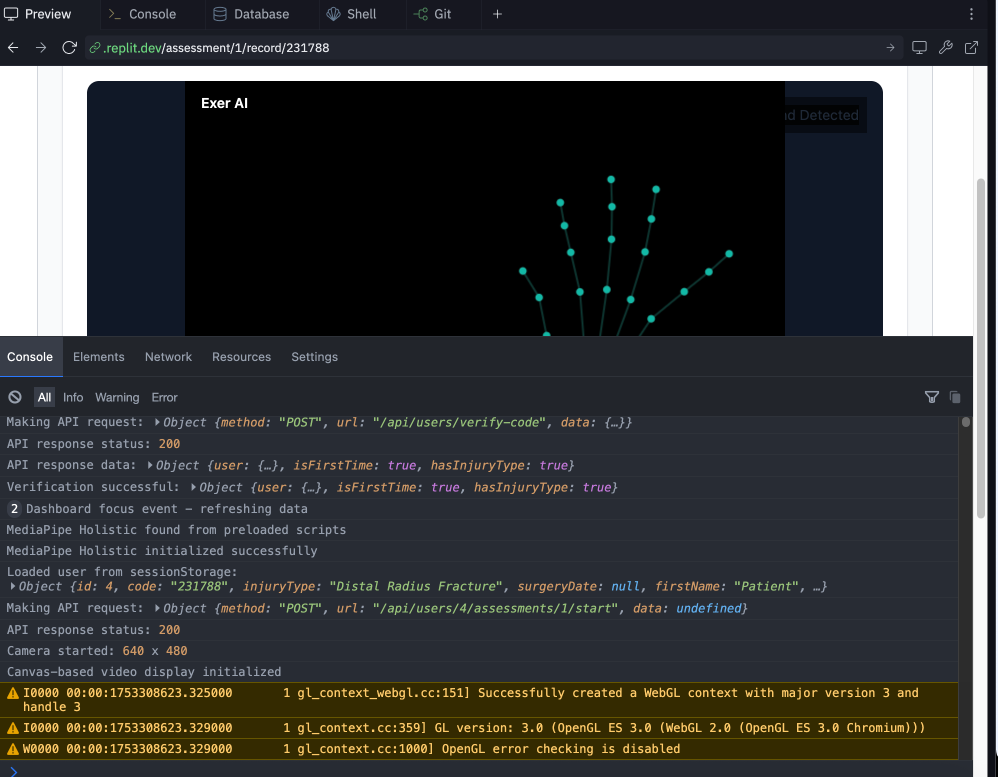 Preview Console Database Shell Git
.replit.dev/assessment/1/record/231788
Exer AI
d Detected
Console Elements Network Resources Settings
All Info Warning Error
Making API request: Object {method: "POST", url: "/api/users/verify-code", data: {…}}
API response status: 200
API response data: Object {user: {…}, isFirstTime: true, hasInjuryType: true}
Verification successful: Object {user: {…}, isFirstTime: true, hasInjuryType: true}
2 Dashboard focus event – refreshing data
MediaPipe Holistic found from preloaded scripts
MediaPipe Holistic initialized successfully
Loaded user from sessionStorage:
Object {id: 4, code: "231788", injuryType: "Distal Radius Fracture", surgeryDate: null, firstName: "Patient", …}
Making API request: Object {method: "POST", url: "/api/users/4/assessments/1/start", data: undefined}
API response status: 200
Camera started: 640 x 480
Canvas-based video display initialized
I0000 00:00:1753308623.325000 1 gl_context_webgl.cc:151] Successfully created a WebGL context with major version 3 and
handle 3
I0000 00:00:1753308623.329000 1 gl_context.cc:359] GL version: 3.0 (OpenGL ES 3.0 (WebGL 2.0 (OpenGL ES 3.0 Chromium)))
W0000 00:00:1753308623.329000 1 gl_context.cc:1000] OpenGL error checking is disabled